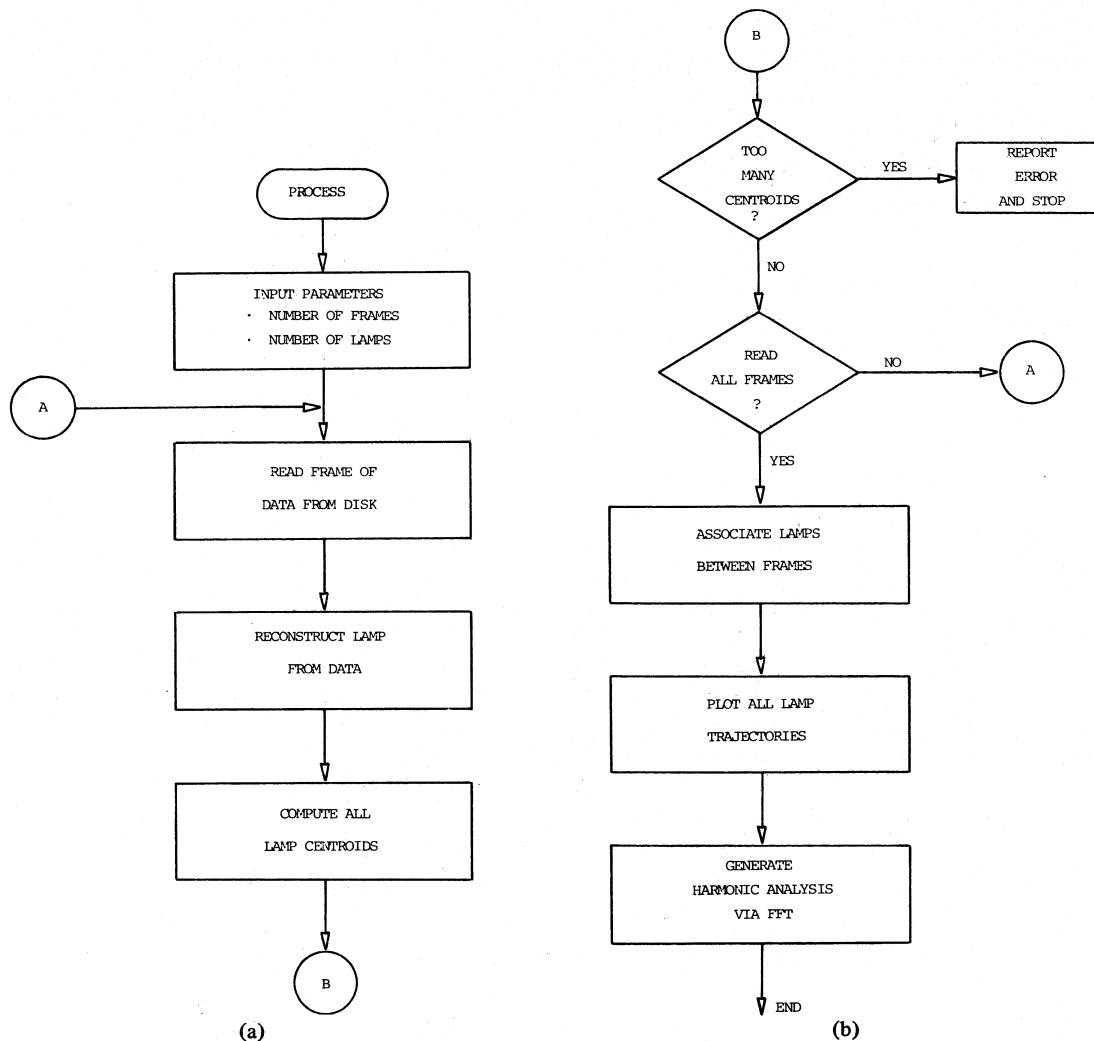 PROCESS
INPUT PARAMETERS
· NUMBER OF FRAMES
· NUMBER OF LAMPS
A
READ FRAME OF
DATA FROM DISK
RECONSTRUCT LAMP
FROM DATA
COMPUTE ALL
LAMP CENTROIDS
B
(a)
B
TOO
MANY
CENTROIDS
?
YES
REPORT
ERROR
AND STOP
NO
READ
ALL FRAMES
?
NO
A
YES
ASSOCIATE LAMPS
BETWEEN FRAMES
PLOT ALL LAMP
TRAJECTORIES
GENERATE
HARMONIC ANALYSIS
VIA FFT
END
(b)